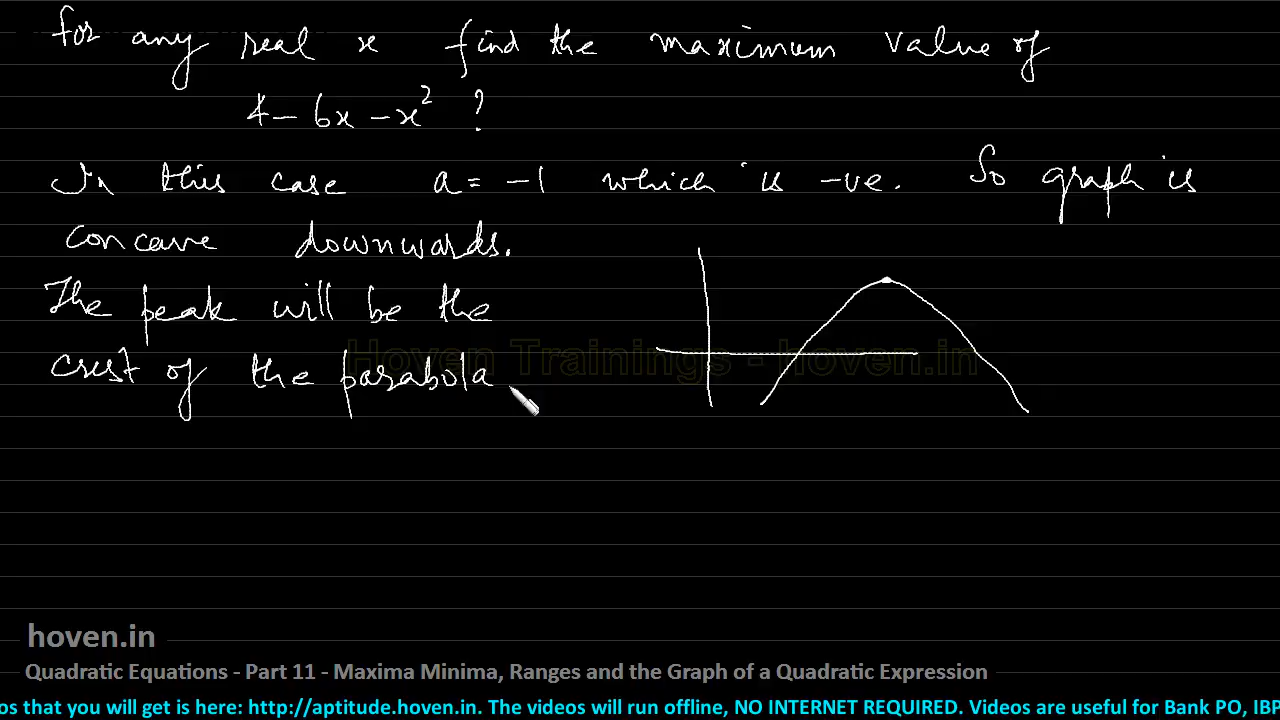 For any real x find the maximum value of
4 - 6x - x² ?
In this case a = -1 which is -ve. So graph is
concave downwards.
The peak will be the
crest of the parabola
Hoven Trainings - hoven.in
hoven.in
Quadratic Equations - Part 11 - Maxima Minima, Ranges and the Graph of a Quadratic Expression
os that you will get is here: http://aptitude.hoven.in. The videos will run offline, NO INTERNET REQUIRED. Videos are useful for Bank PO, IBP